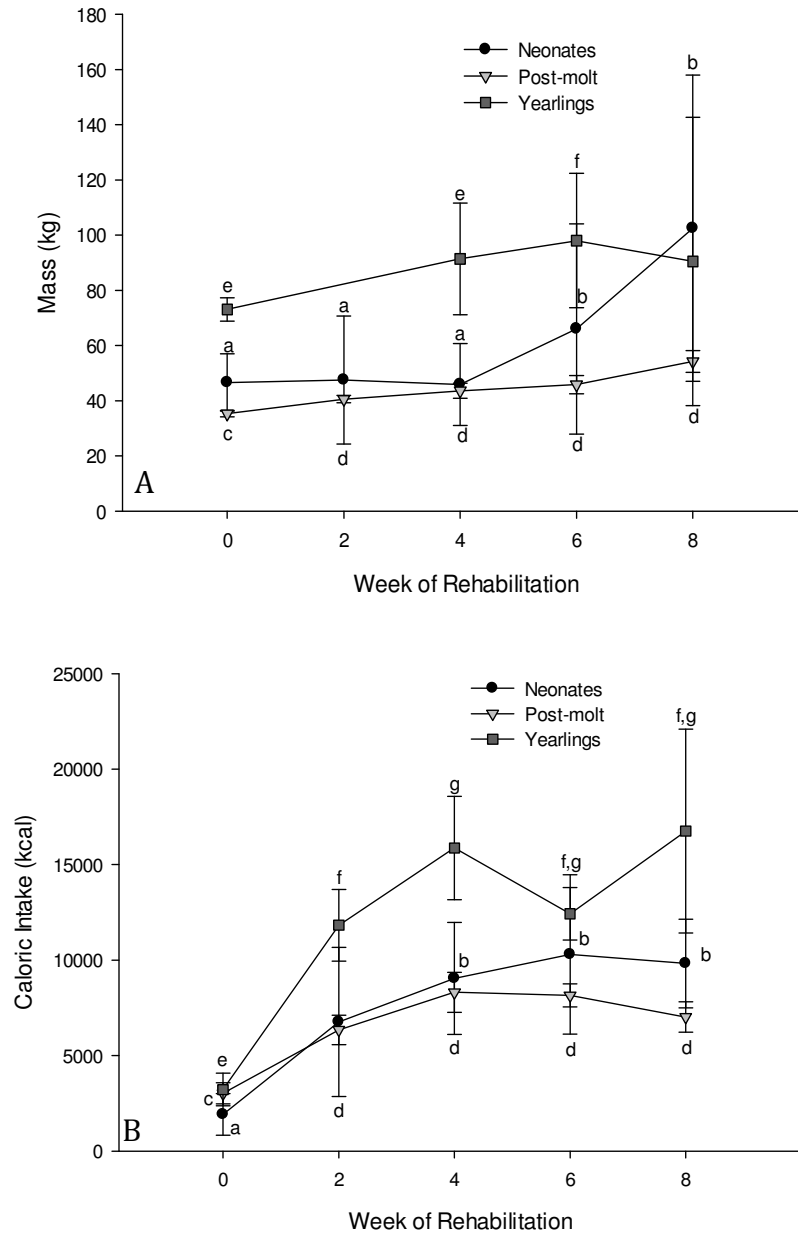 180
160
140
120
100
80
60
40
20
0
Mass (kg)
Neonates
Post-molt
Yearlings
b
f
e
e
a
a
a
b
c
d
d
d
d
A
0 2 4 6 8
Week of Rehabilitation
25000
20000
15000
10000
5000
0
Caloric Intake (kcal)
Neonates
Post-molt
Yearlings
f,g
g
f,g
f
b
b
b
e
c
a
d
d
d
d
B
0 2 4 6 8
Week of Rehabilitation